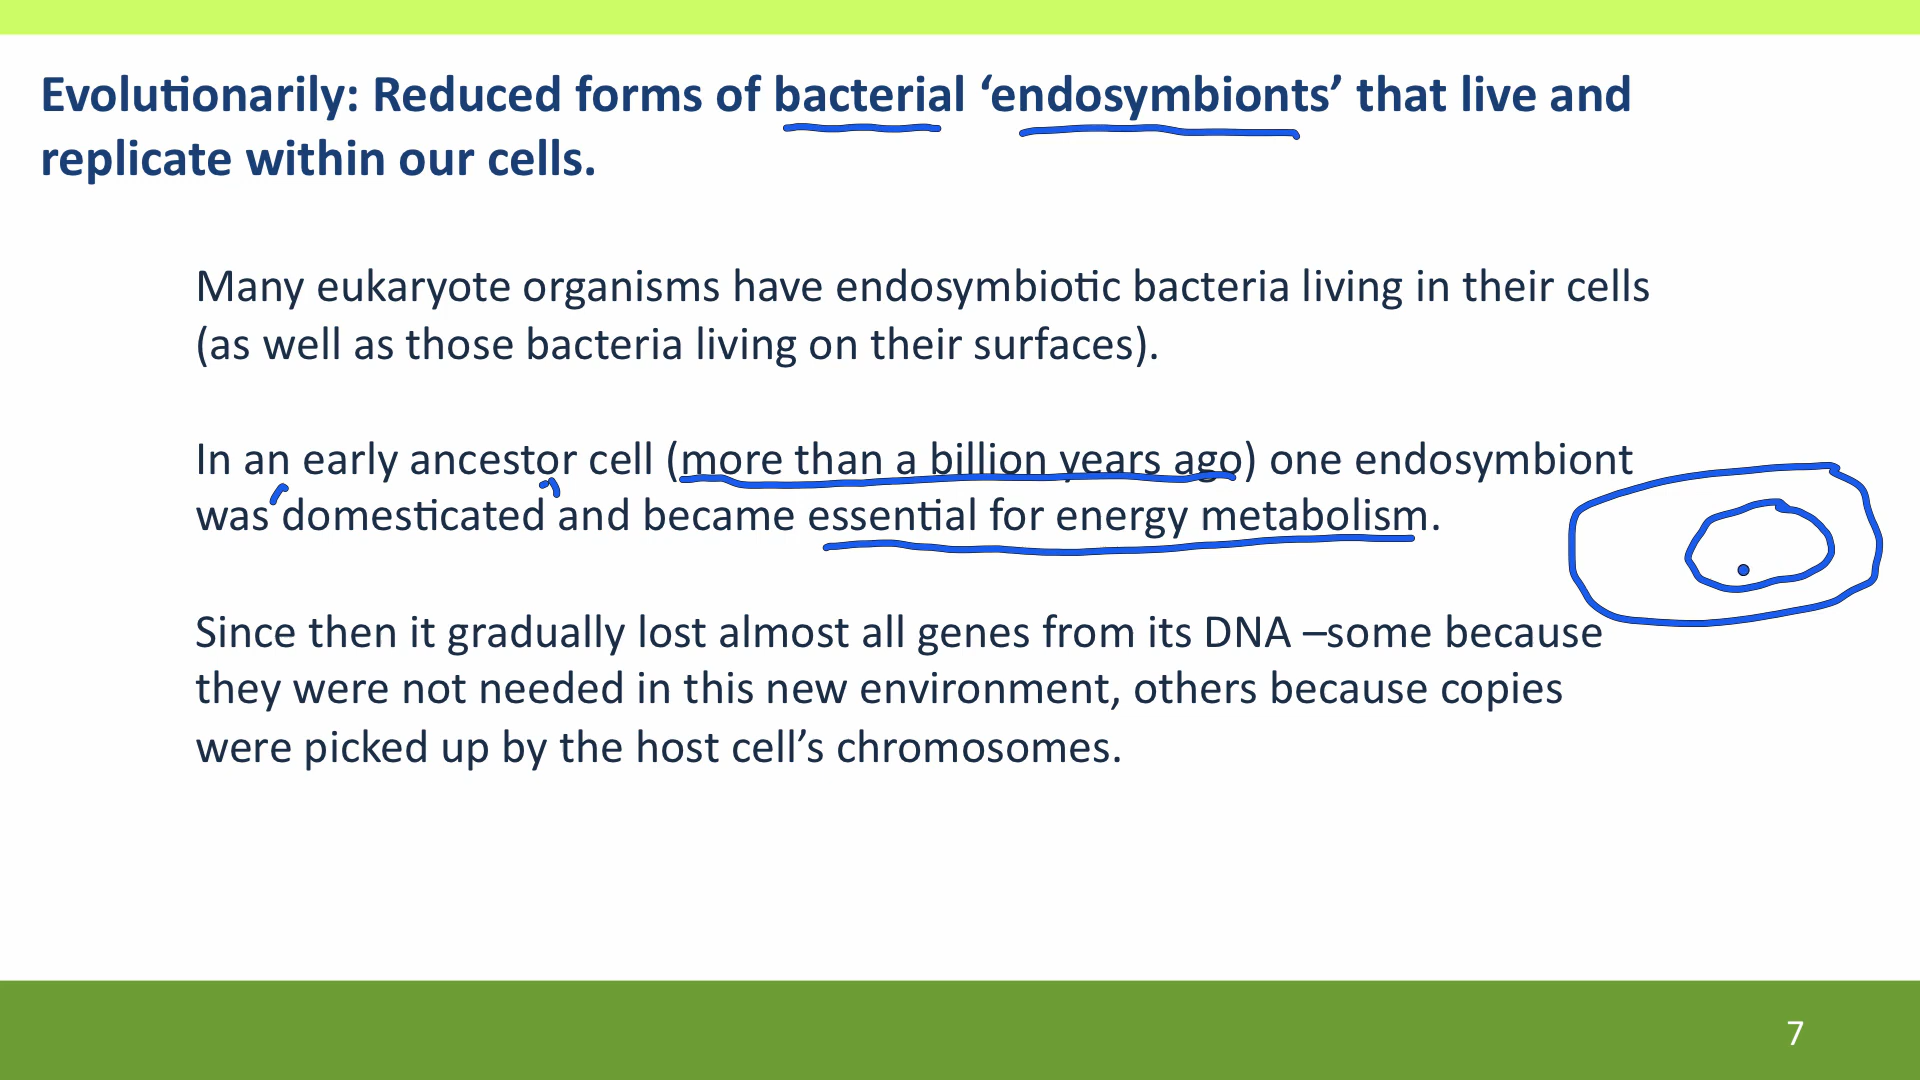 Evolutionarily: Reduced forms of bacterial ‘endosymbionts’ that live and
replicate within our cells.
Many eukaryote organisms have endosymbiotic bacteria living in their cells
(as well as those bacteria living on their surfaces).
In an early ancestor cell (more than a billion years ago) one endosymbiont
was domesticated and became essential for energy metabolism.
Since then it gradually lost almost all genes from its DNA –some because
they were not needed in this new environment, others because copies
were picked up by the host cell’s chromosomes.
7